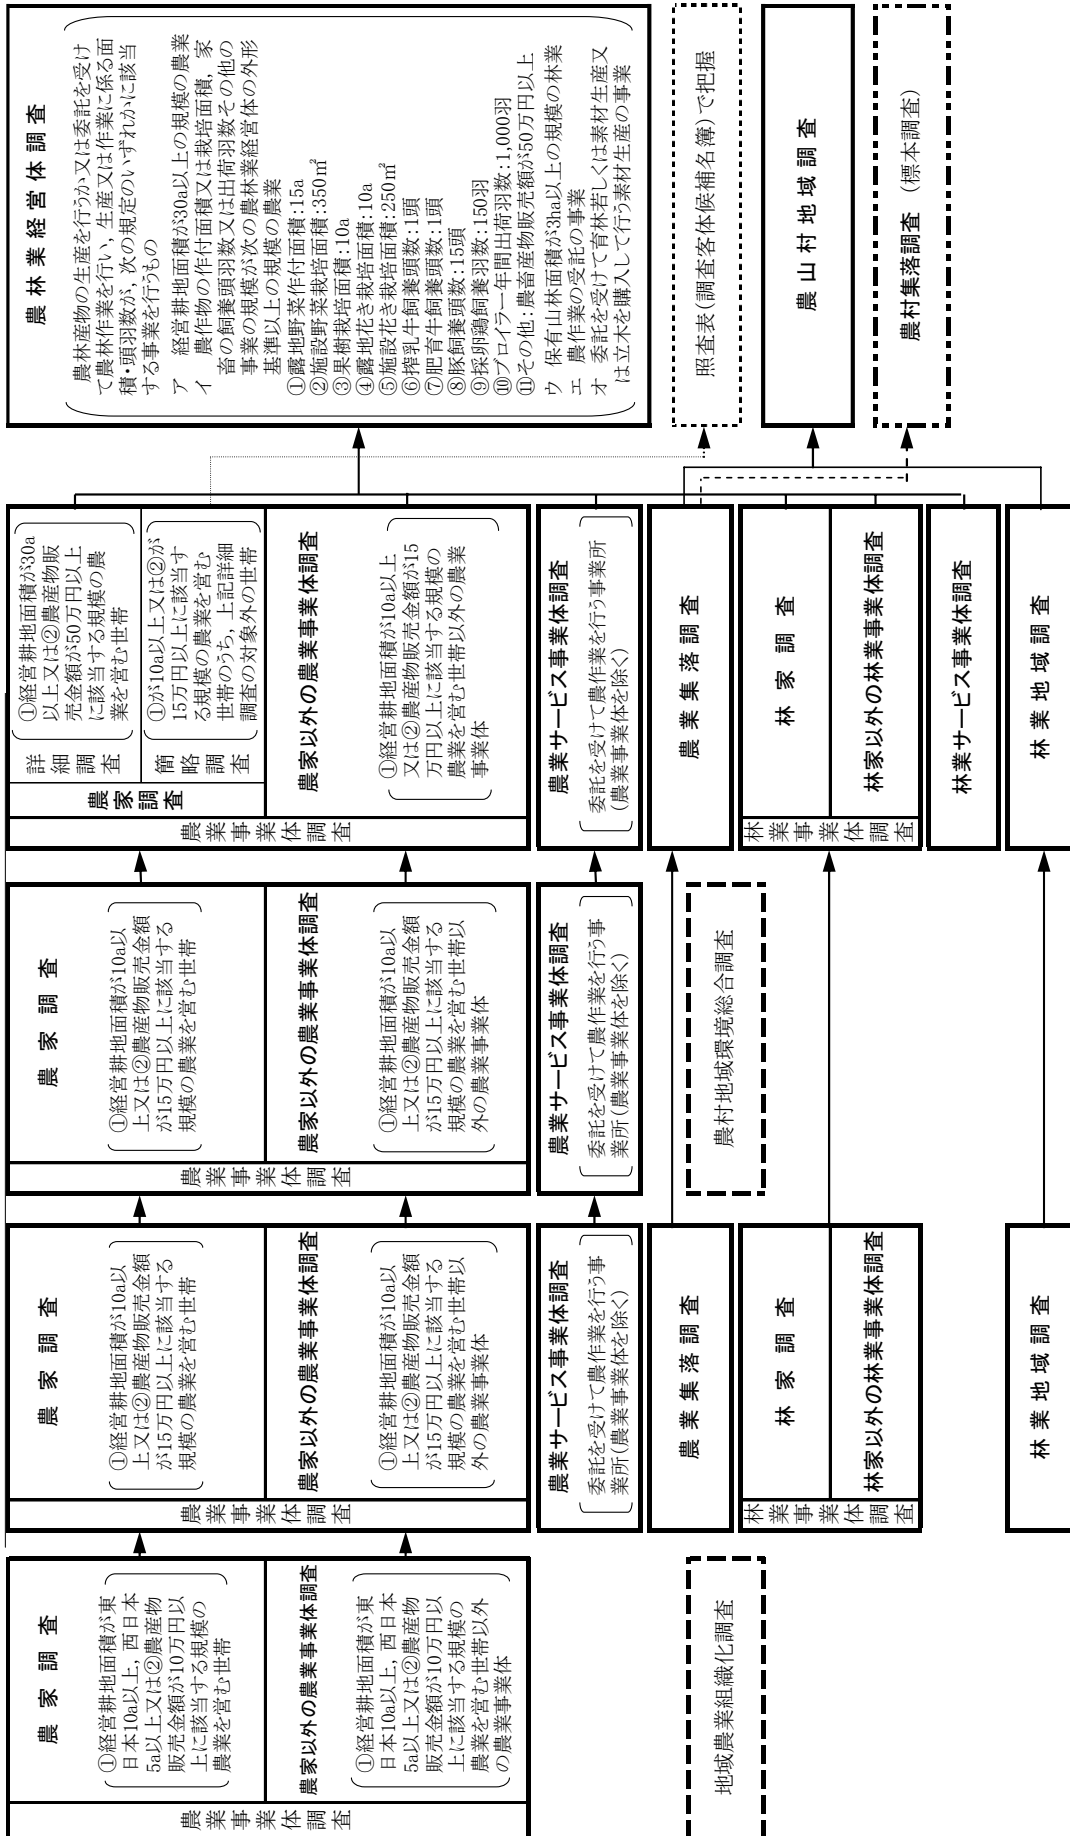 農業事業体調査
農家調査
①経営耕地面積が東
日本10a以上，西日本
5a以上又は②農産物
販売金額が10万円以
上に該当する規模の
農業を営む世帯
農家以外の農業事業体調査
①経営耕地面積が東
日本10a以上，西日本
5a以上又は②農産物
販売金額が10万円以
上に該当する規模の
農業を営む世帯以外
の農業事業体
地域農業組織化調査
農業事業体調査
農家調査
①経営耕地面積が10a以
上又は②農産物販売金額
が15万円以上に該当する
規模の農業を営む世帯
農家以外の農業事業体調査
①経営耕地面積が10a以
上又は②農産物販売金額
が15万円以上に該当する
規模の農業を営む世帯以
外の農業事業体
農業サービス事業体調査
委託を受けて農作業を行う事
業所(農業事業体を除く)
農業集落調査
林業事業体調査
林家調査
林家以外の林業事業体調査
林業地域調査
農業事業体調査
農家調査
①経営耕地面積が10a以
上又は②農産物販売金額
が15万円以上に該当する
規模の農業を営む世帯
農家以外の農業事業体調査
①経営耕地面積が10a以
上又は②農産物販売金額
が15万円以上に該当する
規模の農業を営む世帯以
外の農業事業体
農業サービス事業体調査
委託を受けて農作業を行う事
業所(農業事業体を除く)
農村地域環境総合調査
農業事業体調査
農家調査
詳細調査
①経営耕地面積が30a
以上又は②農産物販
売金額が50万円以上
に該当する規模の農
業を営む世帯
簡略調査
①が10a以上又は②が
15万円以上に該当す
る規模の農業を営む
世帯のうち，上記詳細
調査の対象外の世帯
農家以外の農業事業体調査
①経営耕地面積が10a以上
又は②農産物販売金額が15
万円以上に該当する規模の
農業を営む世帯以外の農業
事業体
農業サービス事業体調査
委託を受けて農作業を行う事業所
(農業事業体を除く)
農業集落調査
林業事業体調査
林家調査
林家以外の林業事業体調査
林業サービス事業体調査
林業地域調査
農林業経営体調査
農林産物の生産を行うか又は委託を受け
て農林作業を行い，生産又は作業に係る面
積・頭羽数が，次の規定のいずれかに該当
する事業を行うもの
ア 経営耕地面積が30a以上の規模の農業
イ 農作物の作付面積又は栽培面積，家
畜の飼養頭羽数又は出荷羽数その他の
事業の規模が次の農林業経営体の外形
基準以上の規模の農業
①露地野菜作付面積:15a
②施設野菜栽培面積:350㎡
③果樹栽培面積:10a
④露地花き栽培面積:10a
⑤施設花き栽培面積:250㎡
⑥搾乳牛飼養頭数:1頭
⑦肥育牛飼養頭数:1頭
⑧豚飼養頭数:15頭
⑨採卵鶏飼養羽数:150羽
⑩ブロイラー年間出荷羽数:1,000羽
⑪その他:農畜産物販売額が50万円以上
ウ 保有山林面積が3ha以上の規模の林業
エ 農作業の受託の事業
オ 委託を受けて育林若しくは素材生産又
は立木を購入して行う素材生産の事業
照査表(調査客体候補名簿)で把握
農山村地域調査
農村集落調査 (標本調査)